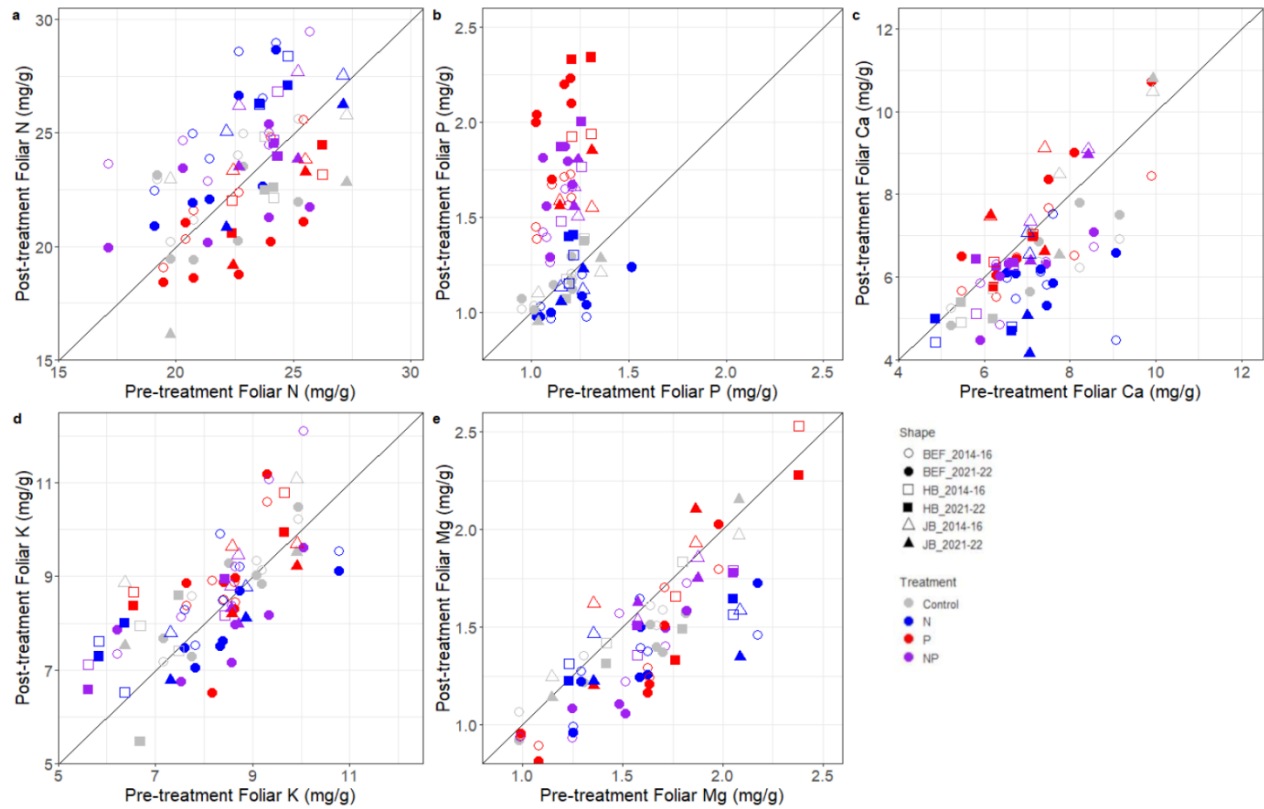 a
Post-treatment Foliar N (mg/g)
30
25
20
15
15 20 25 30
Pre-treatment Foliar N (mg/g)
b
Post-treatment Foliar P (mg/g)
2.5
2.0
1.5
1.0
1.0 1.5 2.0 2.5
Pre-treatment Foliar P (mg/g)
c
Post-treatment Foliar Ca (mg/g)
12
10
8
6
4
4 6 8 10 12
Pre-treatment Foliar Ca (mg/g)
d
Post-treatment Foliar K (mg/g)
11
9
7
5
5 7 9 11
Pre-treatment Foliar K (mg/g)
e
Post-treatment Foliar Mg (mg/g)
2.5
2.0
1.5
1.0
1.0 1.5 2.0 2.5
Pre-treatment Foliar Mg (mg/g)
Shape
BEF_2014-16
BEF_2021-22
HB_2014-16
HB_2021-22
JB_2014-16
JB_2021-22
Treatment
Control
N
P
NP